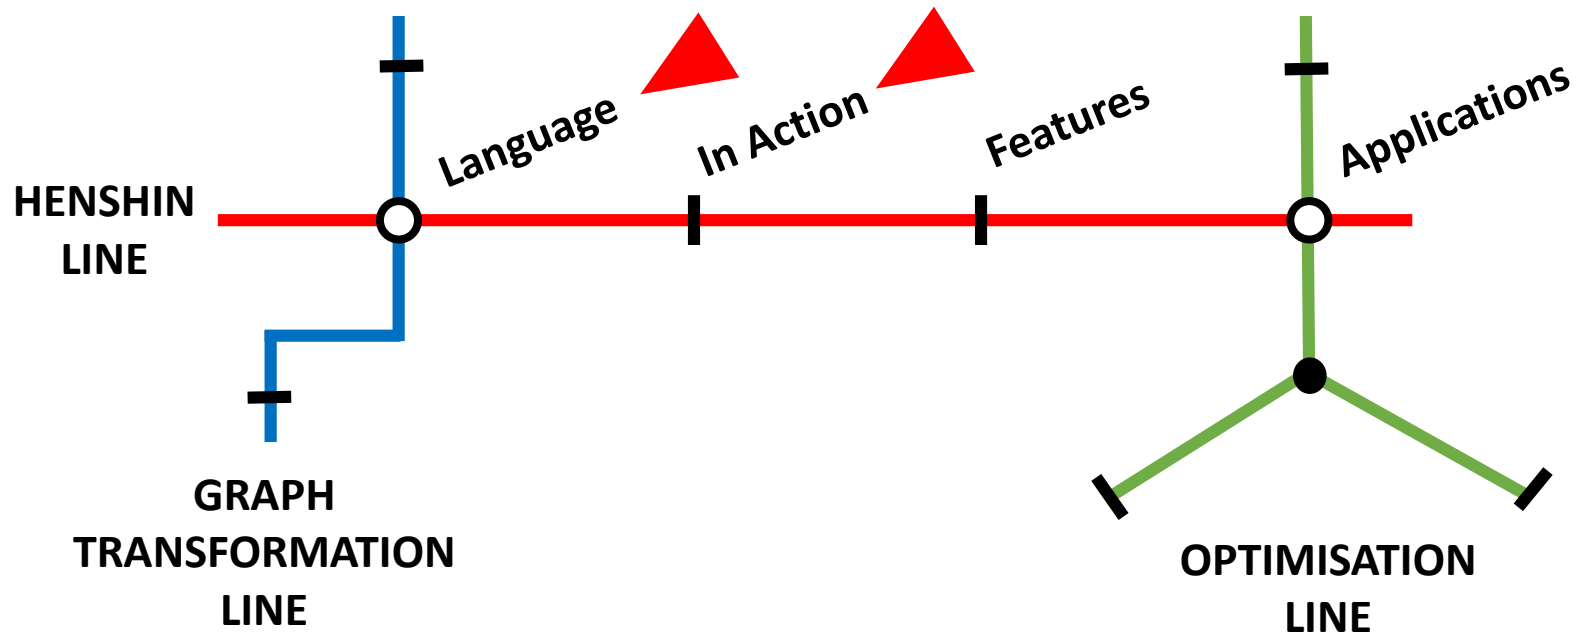 Language
In Action
Features
Applications
HENSHIN
LINE
GRAPH
TRANSFORMATION
LINE
OPTIMISATION
LINE